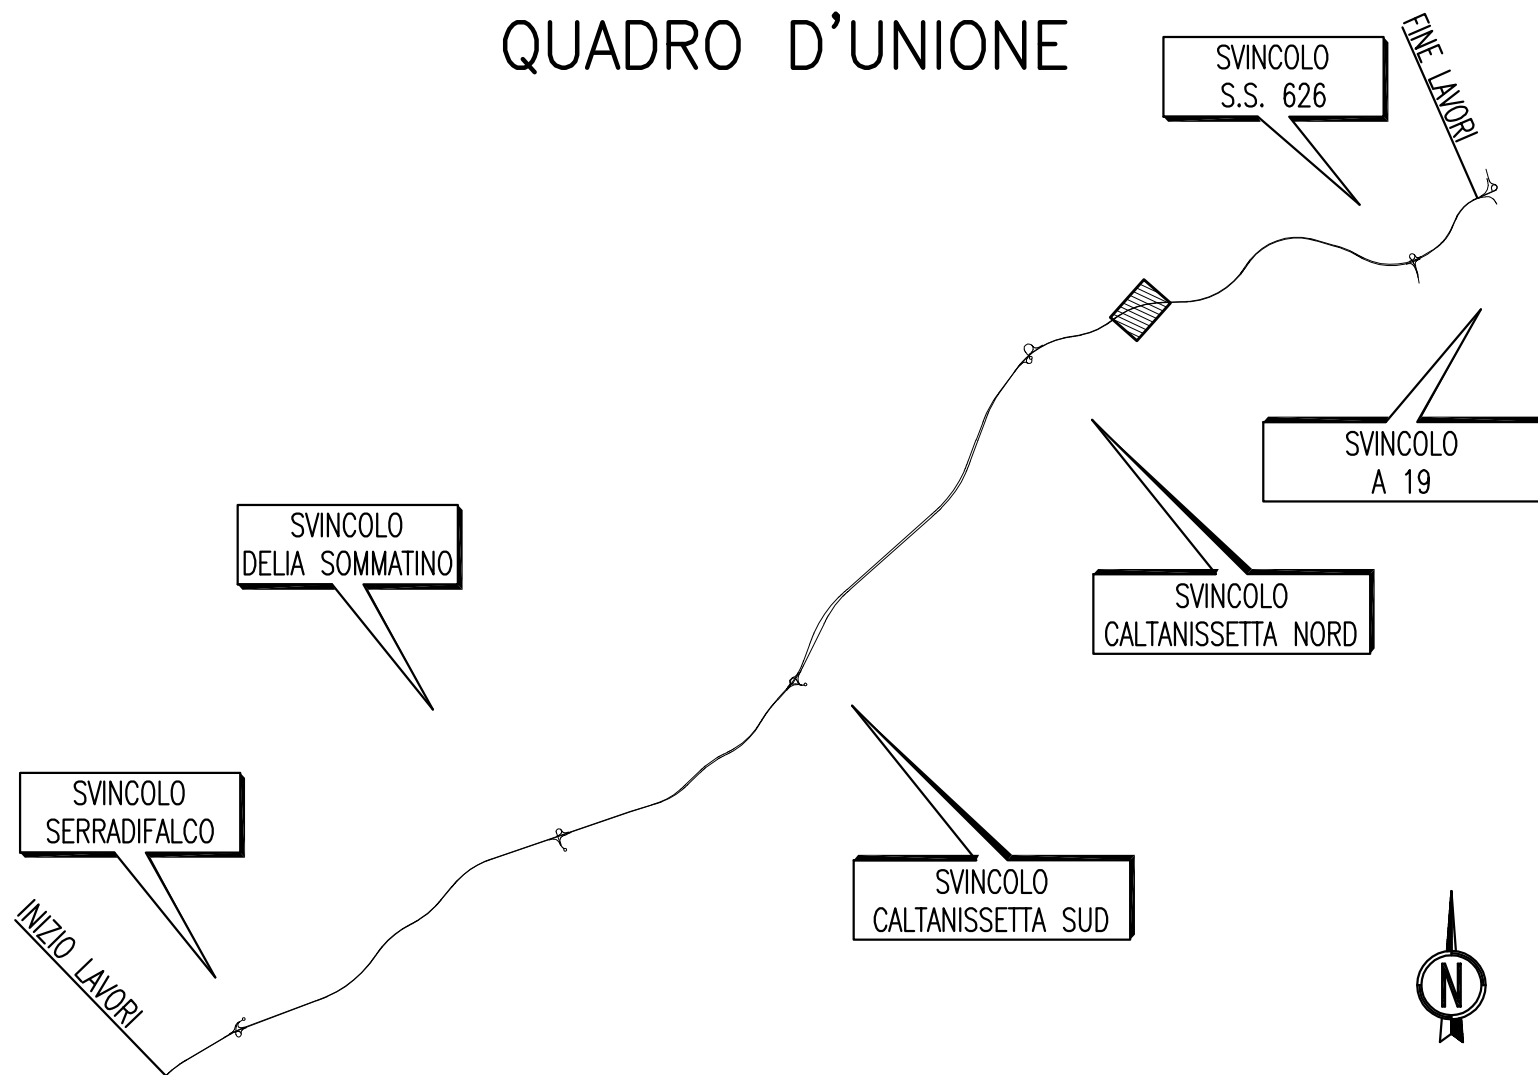 QUADRO D'UNIONE
SVINCOLO
S.S. 626
FINE LAVORI
SVINCOLO
A 19
SVINCOLO
DELIA SOMMATINO
SVINCOLO
CALTANISSETTA NORD
SVINCOLO
SERRADIFALCO
SVINCOLO
CALTANISSETTA SUD
INIZIO LAVORI
N